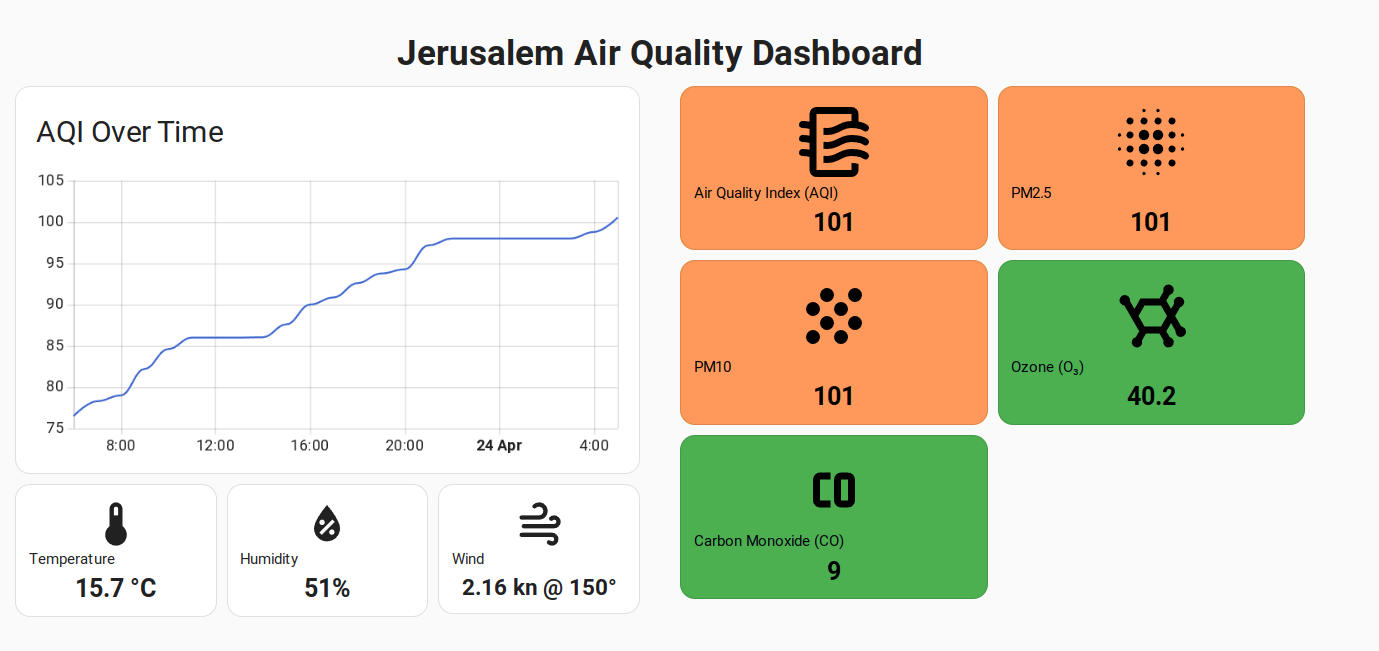 Jerusalem Air Quality Dashboard
AQI Over Time
105
100
95
90
85
80
75
8:00 12:00 16:00 20:00 24 Apr 4:00
Temperature
15.7 °C
Humidity
51%
Wind
2.16 kn @ 150°
Air Quality Index (AQI)
101
PM2.5
101
PM10
101
Ozone (O₃)
40.2
CO
Carbon Monoxide (CO)
9